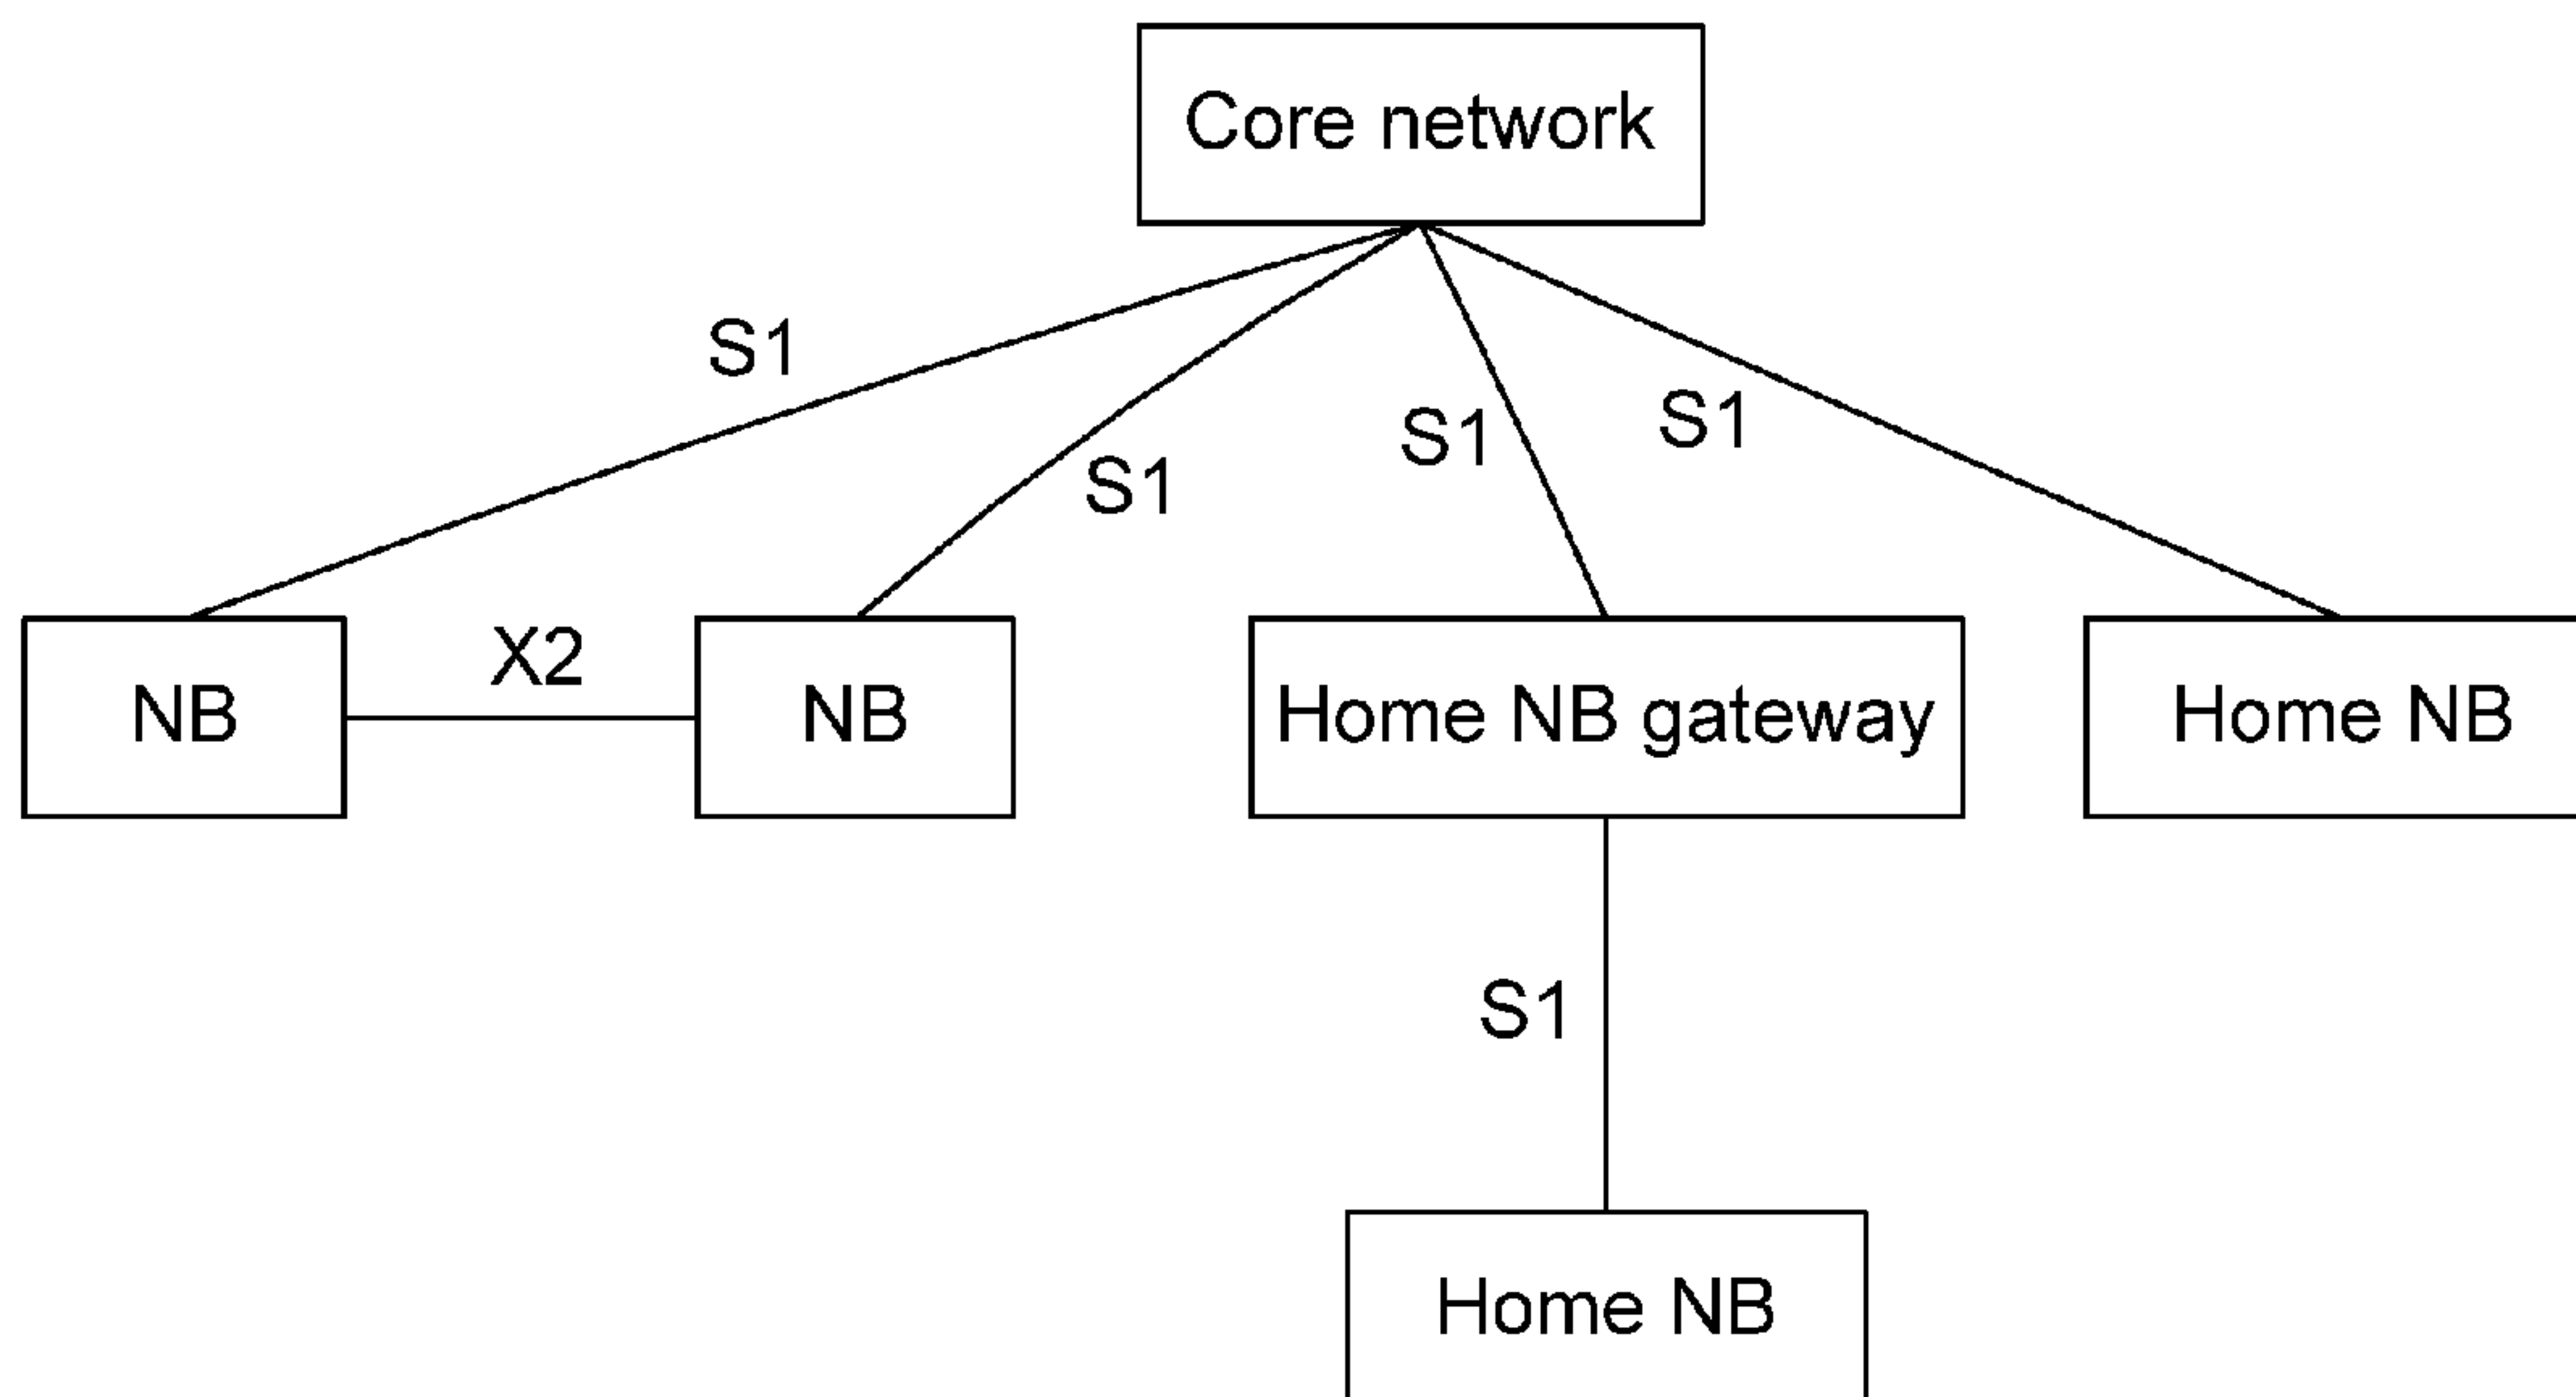 Core network
S1
S1
S1
S1
NB
X2
NB
Home NB gateway
Home NB
S1
Home NB